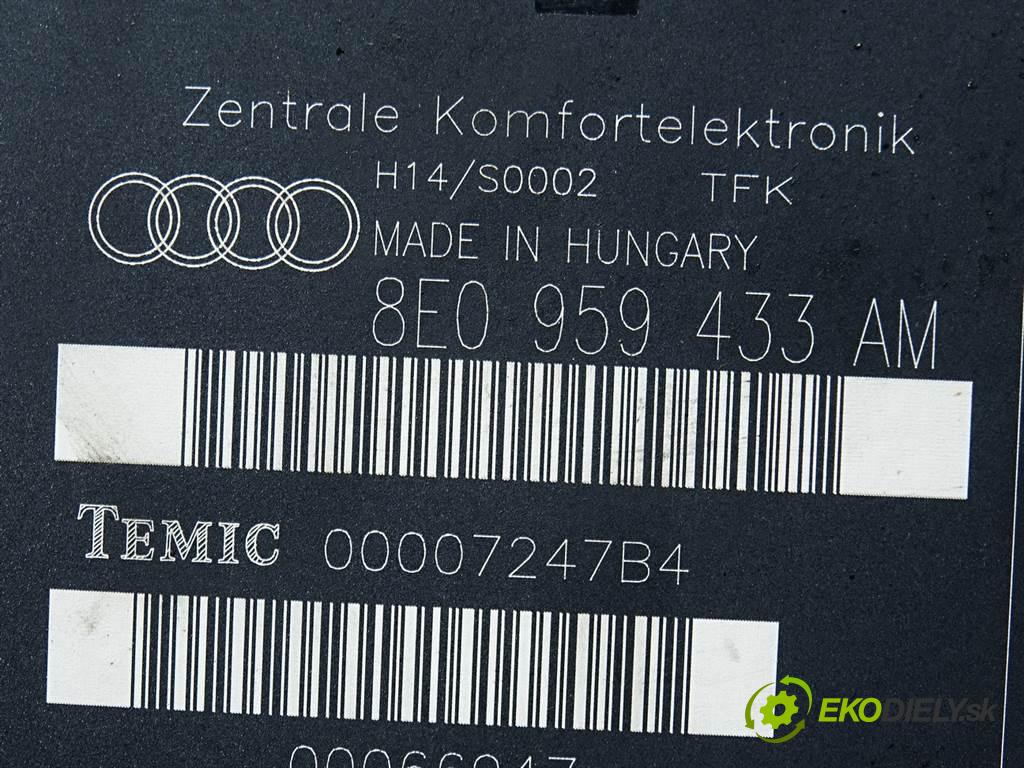 Zentrale Komfortelektronik
H14/S0002 TFK
MADE IN HUNGARY
8E0 959 433 AM
TEMIC 00007247B4
EKODIELY.sk